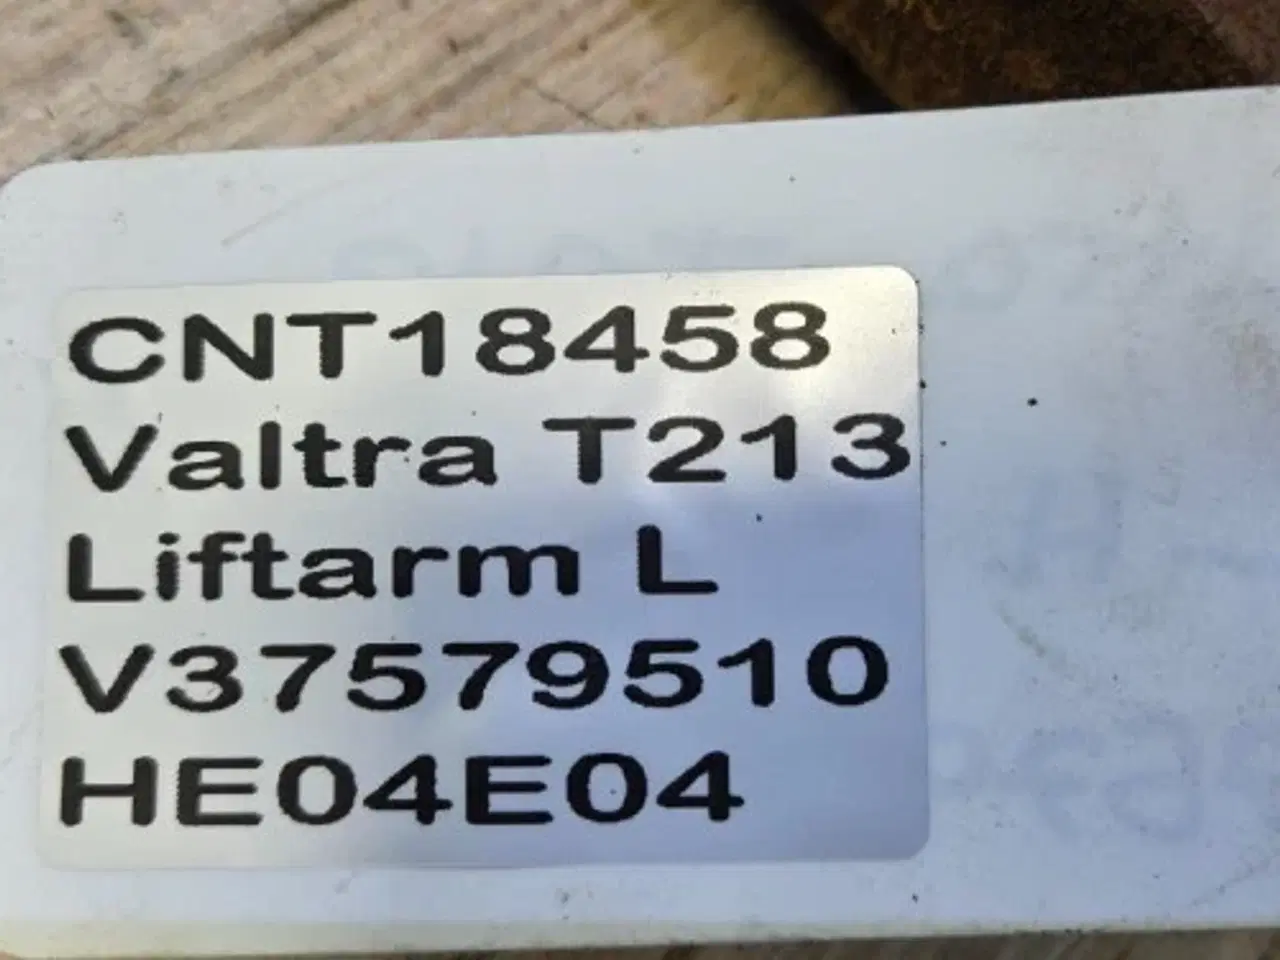 CNT18458
Valtra T213
Liftarm L
V37579510
HE04E04